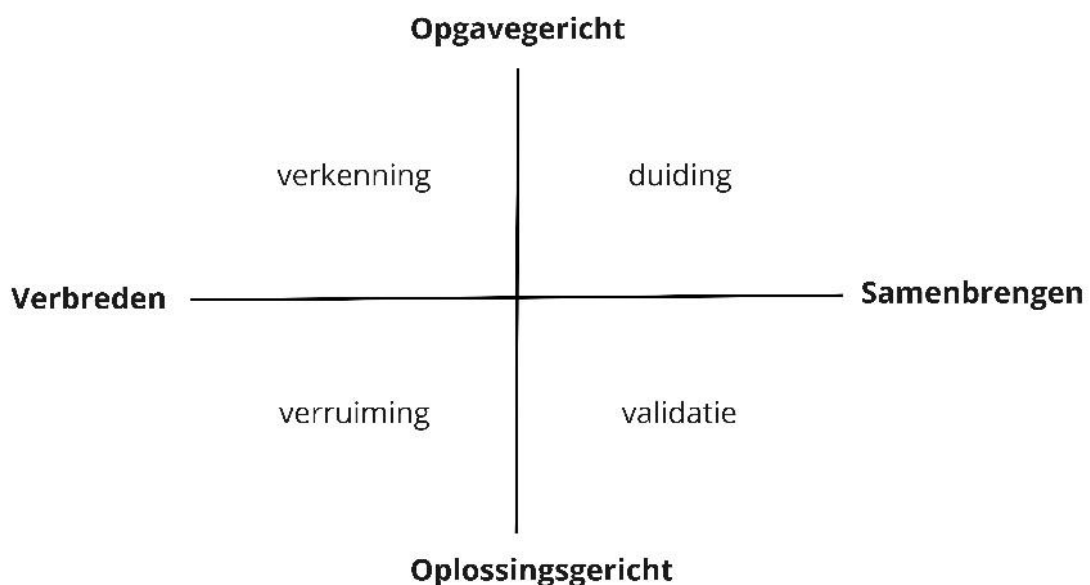 Opgavegericht
verkenning
duiding
Verbreden
Samenbrengen
verruiming
validatie
Oplossingsgericht